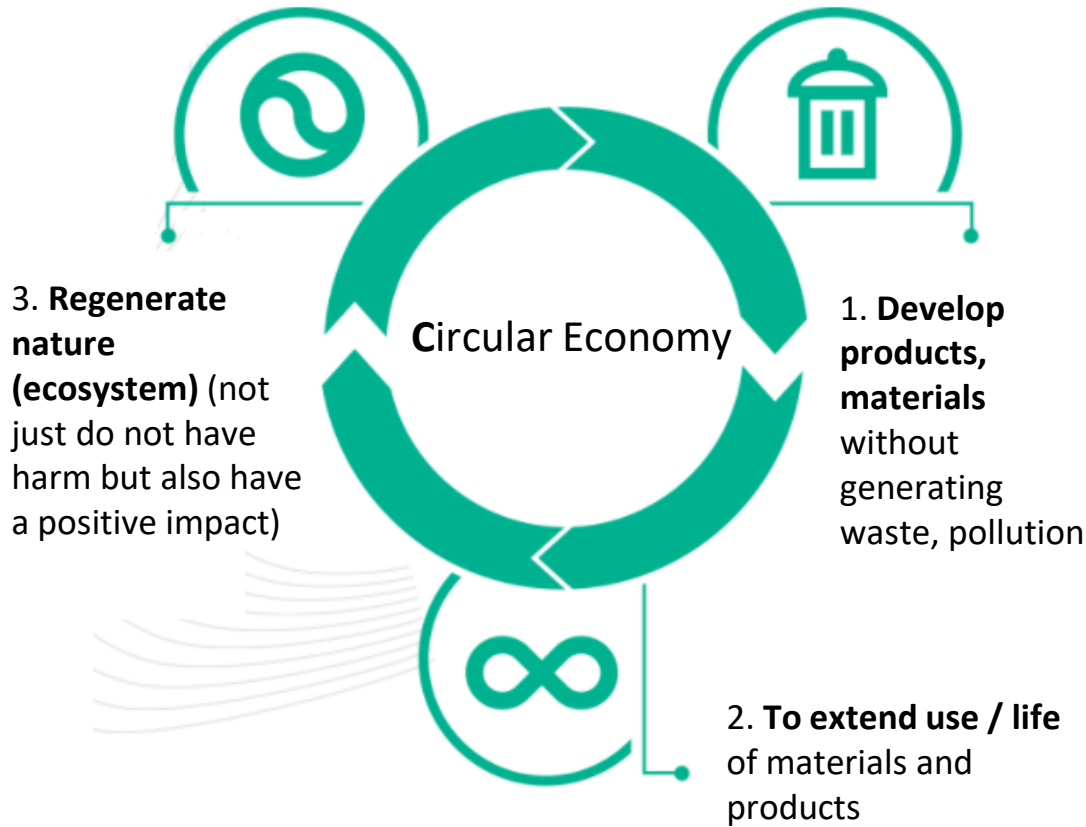 Circular Economy
1. Develop
products,
materials
without
generating
waste, pollution
2. To extend use / life
of materials and
products
3. Regenerate
nature
(ecosystem) (not
just do not have
harm but also have
a positive impact)